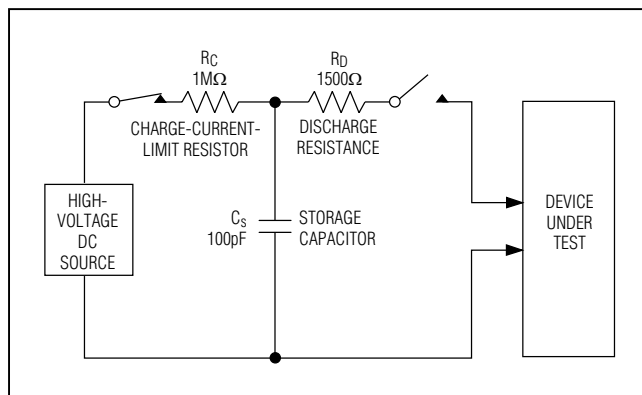 RC
1MΩ
CHARGE-CURRENT-
LIMIT RESISTOR
RD
1500Ω
DISCHARGE
RESISTANCE
HIGH-
VOLTAGE
DC
SOURCE
CS
100pF
STORAGE
CAPACITOR
DEVICE
UNDER
TEST